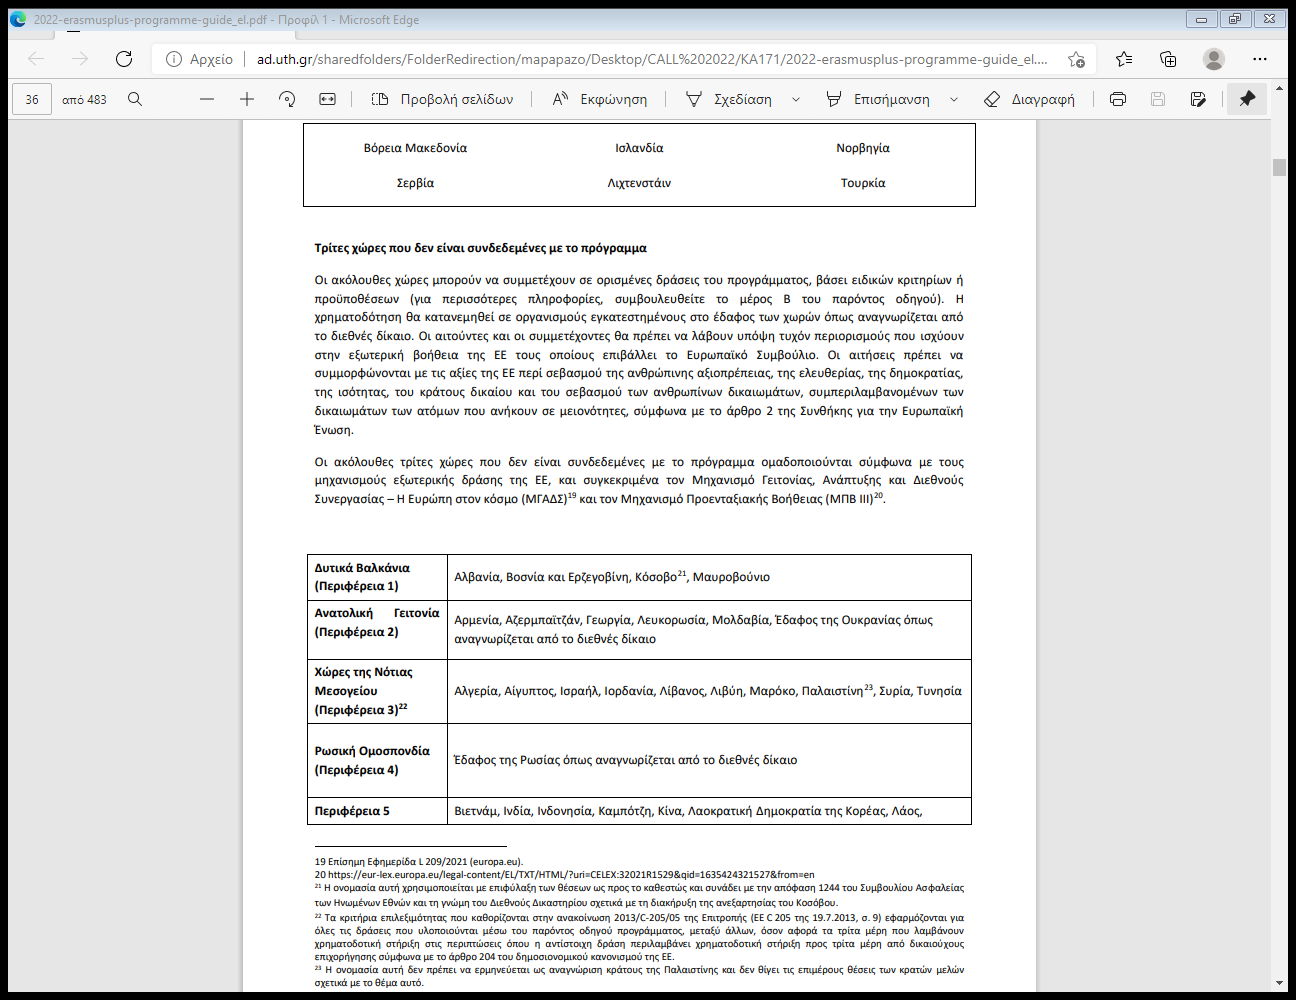 2022-erasmusplus-programme-guide_el.pdf - Προφίλ 1 - Microsoft Edge
Αρχείο
ad.uth.gr/sharedfolders/FolderRedirection/mapapazo/Desktop/CALL%202022/KA171/2022-erasmusplus-programme-guide_el....
36 από 483
Προβολή σελίδων
Εκφώνηση
Σχεδίαση
Επισήμανση
Διαγραφή
Βόρεια Μακεδονία Ισλανδία Νορβηγία
Σερβία Λιχτενστάιν Τουρκία
Τρίτες χώρες που δεν είναι συνδεδεμένες με το πρόγραμμα
Οι ακόλουθες χώρες μπορούν να συμμετέχουν σε ορισμένες δράσεις του προγράμματος, βάσει ειδικών κριτηρίων ή
προϋποθέσεων (για περισσότερες πληροφορίες, συμβουλευθείτε το μέρος Β του παρόντος οδηγού). Η
χρηματοδότηση θα κατανεμηθεί σε οργανισμούς εγκατεστημένους στο έδαφος των χωρών όπως αναγνωρίζεται από
το διεθνές δίκαιο. Οι αιτούντες και οι συμμετέχοντες θα πρέπει να λάβουν υπόψη τυχόν περιορισμούς που ισχύουν
στην εξωτερική βοήθεια της ΕΕ τους οποίους επιβάλλει το Ευρωπαϊκό Συμβούλιο. Οι αιτήσεις πρέπει να
συμμορφώνονται με τις αξίες της ΕΕ περί σεβασμού της ανθρώπινης αξιοπρέπειας, της ελευθερίας, της δημοκρατίας,
της ισότητας, του κράτους δικαίου και του σεβασμού των ανθρωπίνων δικαιωμάτων, συμπεριλαμβανομένων των
δικαιωμάτων των ατόμων που ανήκουν σε μειονότητες, σύμφωνα με το άρθρο 2 της Συνθήκης για την Ευρωπαϊκή
Ένωση.
Οι ακόλουθες τρίτες χώρες που δεν είναι συνδεδεμένες με το πρόγραμμα ομαδοποιούνται σύμφωνα με τους
μηχανισμούς εξωτερικής δράσης της ΕΕ, και συγκεκριμένα τον Μηχανισμό Γειτονίας, Ανάπτυξης και Διεθνούς
Συνεργασίας – Η Ευρώπη στον κόσμο (ΜΓΑΔΣ)19 και τον Μηχανισμό Προενταξιακής Βοήθειας (ΜΠΒ III)20.
Δυτικά Βαλκάνια
(Περιφέρεια 1)
Αλβανία, Βοσνία και Ερζεγοβίνη, Κόσοβο21, Μαυροβούνιο
Ανατολική Γειτονία
(Περιφέρεια 2)
Αρμενία, Αζερμπαϊτζάν, Γεωργία, Λευκορωσία, Μολδαβία, Έδαφος της Ουκρανίας όπως
αναγνωρίζεται από το διεθνές δίκαιο
Χώρες της Νότιας
Μεσογείου
(Περιφέρεια 3)22
Αλγερία, Αίγυπτος, Ισραήλ, Ιορδανία, Λίβανος, Λιβύη, Μαρόκο, Παλαιστίνη23, Συρία, Τυνησία
Ρωσική Ομοσπονδία
(Περιφέρεια 4)
Έδαφος της Ρωσίας όπως αναγνωρίζεται από το διεθνές δίκαιο
Περιφέρεια 5
Βιετνάμ, Ινδία, Ινδονησία, Καμπότζη, Κίνα, Λαοκρατική Δημοκρατία της Κορέας, Λάος,
19 Επίσημη Εφημερίδα L 209/2021 (europa.eu).
20 https://eur-lex.europa.eu/legal-content/EL/TXT/HTML/?uri=CELEX:32021R1529&qid=1635424321527&from=en
21 Η ονομασία αυτή χρησιμοποιείται με επιφύλαξη των θέσεων ως προς το καθεστώς και συνάδει με την απόφαση 1244 του Συμβουλίου Ασφαλείας
των Ηνωμένων Εθνών και τη γνώμη του Διεθνούς Δικαστηρίου σχετικά με τη διακήρυξη της ανεξαρτησίας του Κοσόβου.
22 Τα κριτήρια επιλεξιμότητας που καθορίζονται στην ανακοίνωση 2013/C-205/05 της Επιτροπής (ΕΕ C 205 της 19.7.2013, σ. 9) εφαρμόζονται για
όλες τις δράσεις που υλοποιούνται μέσω του παρόντος οδηγού προγράμματος, μεταξύ άλλων, όσον αφορά τα τρίτα μέρη που λαμβάνουν
χρηματοδοτική στήριξη στις περιπτώσεις όπου η αντίστοιχη δράση περιλαμβάνει χρηματοδοτική στήριξη προς τρίτα μέρη από δικαιούχους
επιχορήγησης σύμφωνα με το άρθρο 204 του δημοσιονομικού κανονισμού της ΕΕ.
23 Η ονομασία αυτή δεν πρέπει να ερμηνεύεται ως αναγνώριση κράτους της Παλαιστίνης και δεν θίγει τις επιμέρους θέσεις των κρατών μελών
σχετικά με το θέμα αυτό.